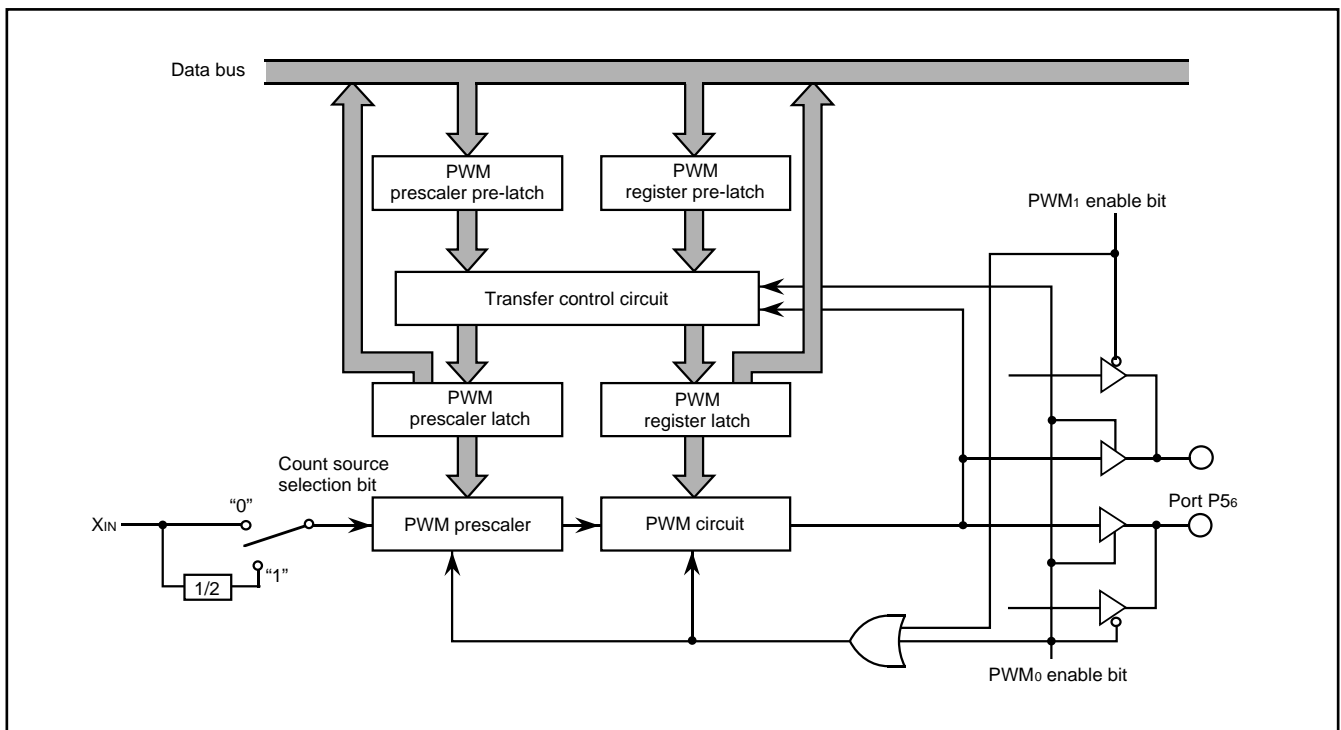 Data bus
PWM
prescaler pre-latch
PWM
register pre-latch
PWM1 enable bit
Transfer control circuit
PWM
prescaler latch
PWM
register latch
Count source
selection bit
“0”
XIN
PWM prescaler
PWM circuit
Port P56
“1”
1/2
PWM0 enable bit